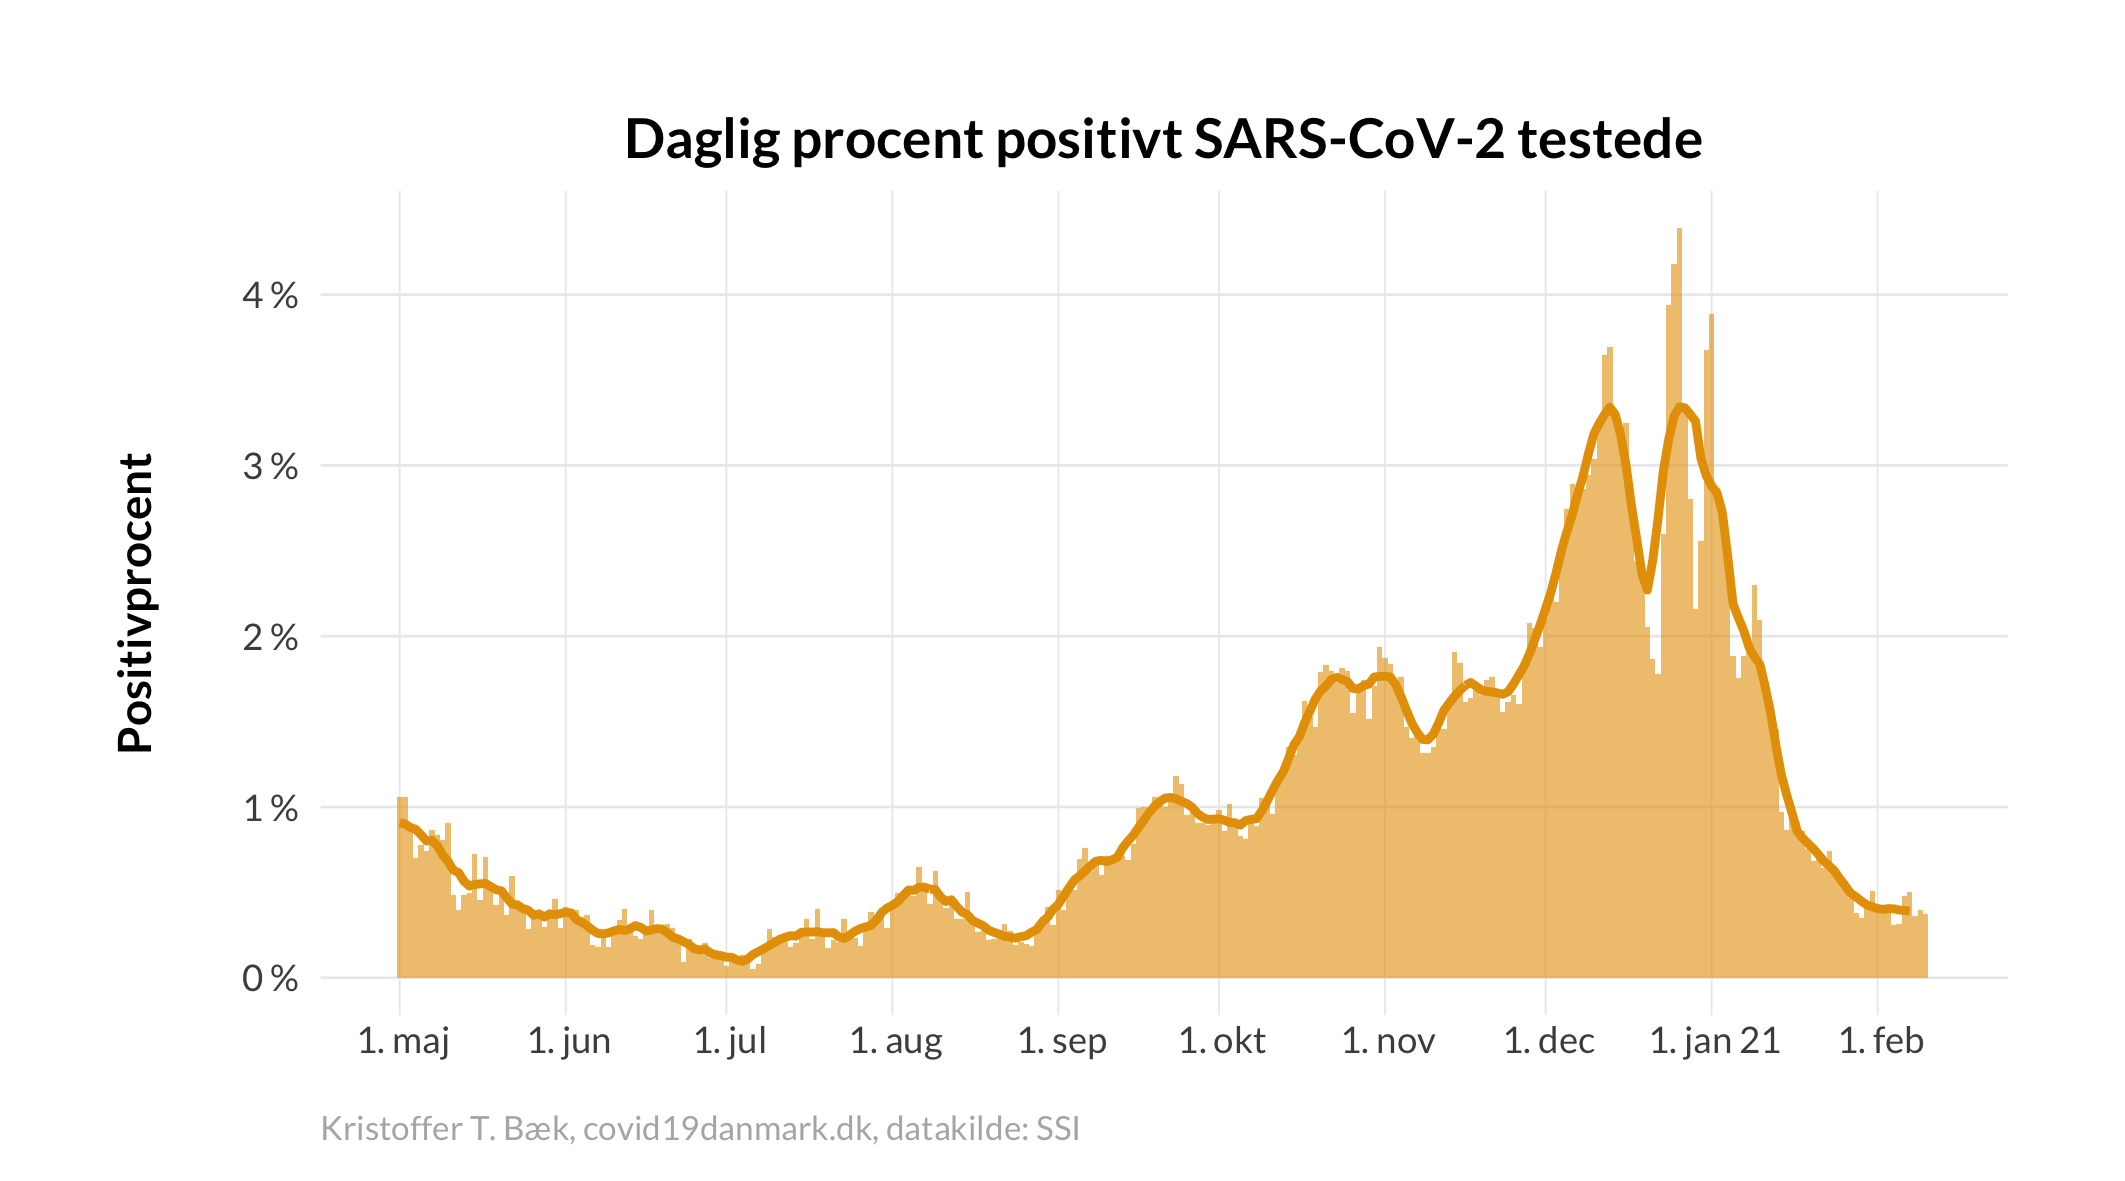 Daglig procent positivt SARS-CoV-2 testede
Positivprocent
4 %
3 %
2 %
1 %
0 %
1. maj
1. jun
1. jul
1. aug
1. sep
1. okt
1. nov
1. dec
1. jan 21
1. feb
Kristoffer T. Bæk, covid19danmark.dk, datakilde: SSI